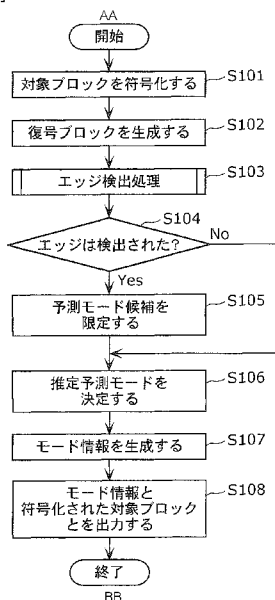 AA
開始
対象ブロックを符号化する
S101
復号ブロックを生成する
S102
エッジ検出処理
S103
S104
エッジは検出された?
No
Yes
予測モード候補を
限定する
S105
推定予測モードを
決定する
S106
モード情報を生成する
S107
モード情報と
符号化された対象ブロック
とを出力する
S108
終了
BB